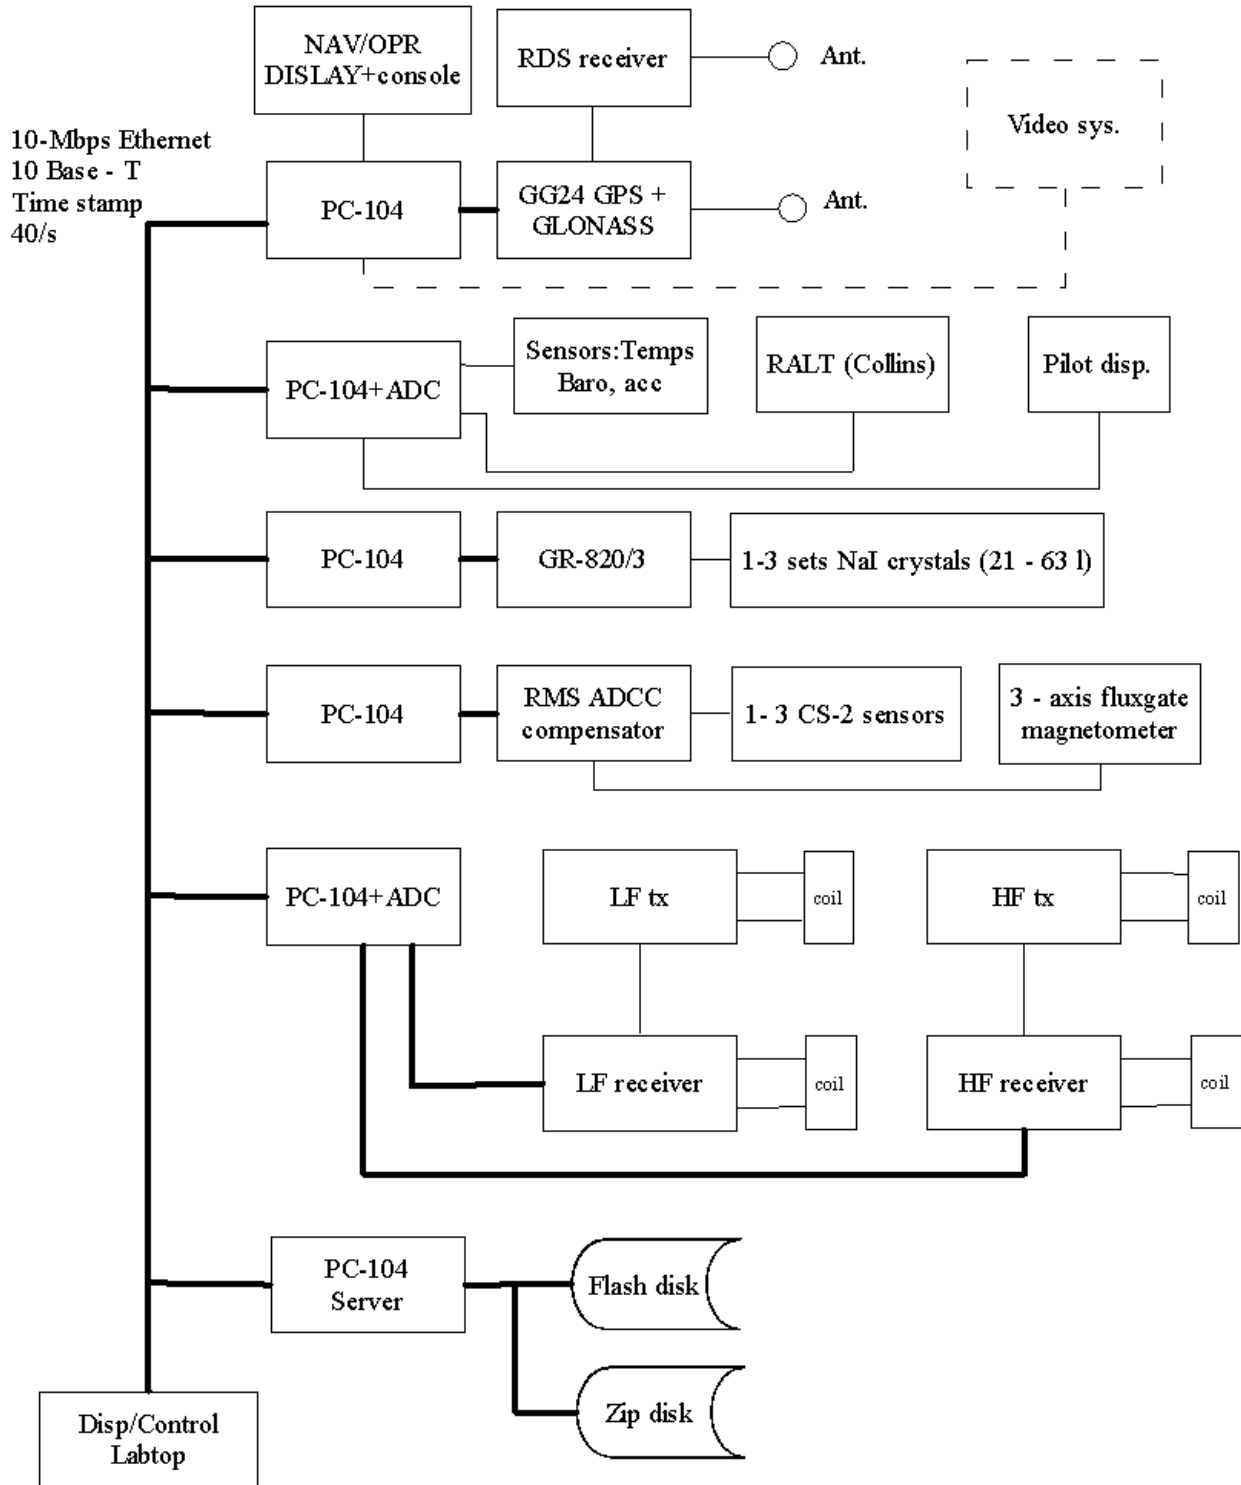 NAV/OPR
DISLAY+console
RDS receiver
Ant.
Video sys.
10-Mbps Ethernet
10 Base - T
Time stamp
40/s
PC-104
GG24 GPS +
GLONASS
Ant.
PC-104+ADC
Sensors:Temps
Baro, acc
RALT (Collins)
Pilot disp.
PC-104
GR-820/3
1-3 sets NaI crystals (21 - 63 l)
PC-104
RMS ADCC
compensator
1- 3 CS-2 sensors
3 - axis fluxgate
magnetometer
PC-104+ADC
LF tx
coil
HF tx
coil
LF receiver
coil
HF receiver
coil
PC-104
Server
Flash disk
Zip disk
Disp/Control
Labtop